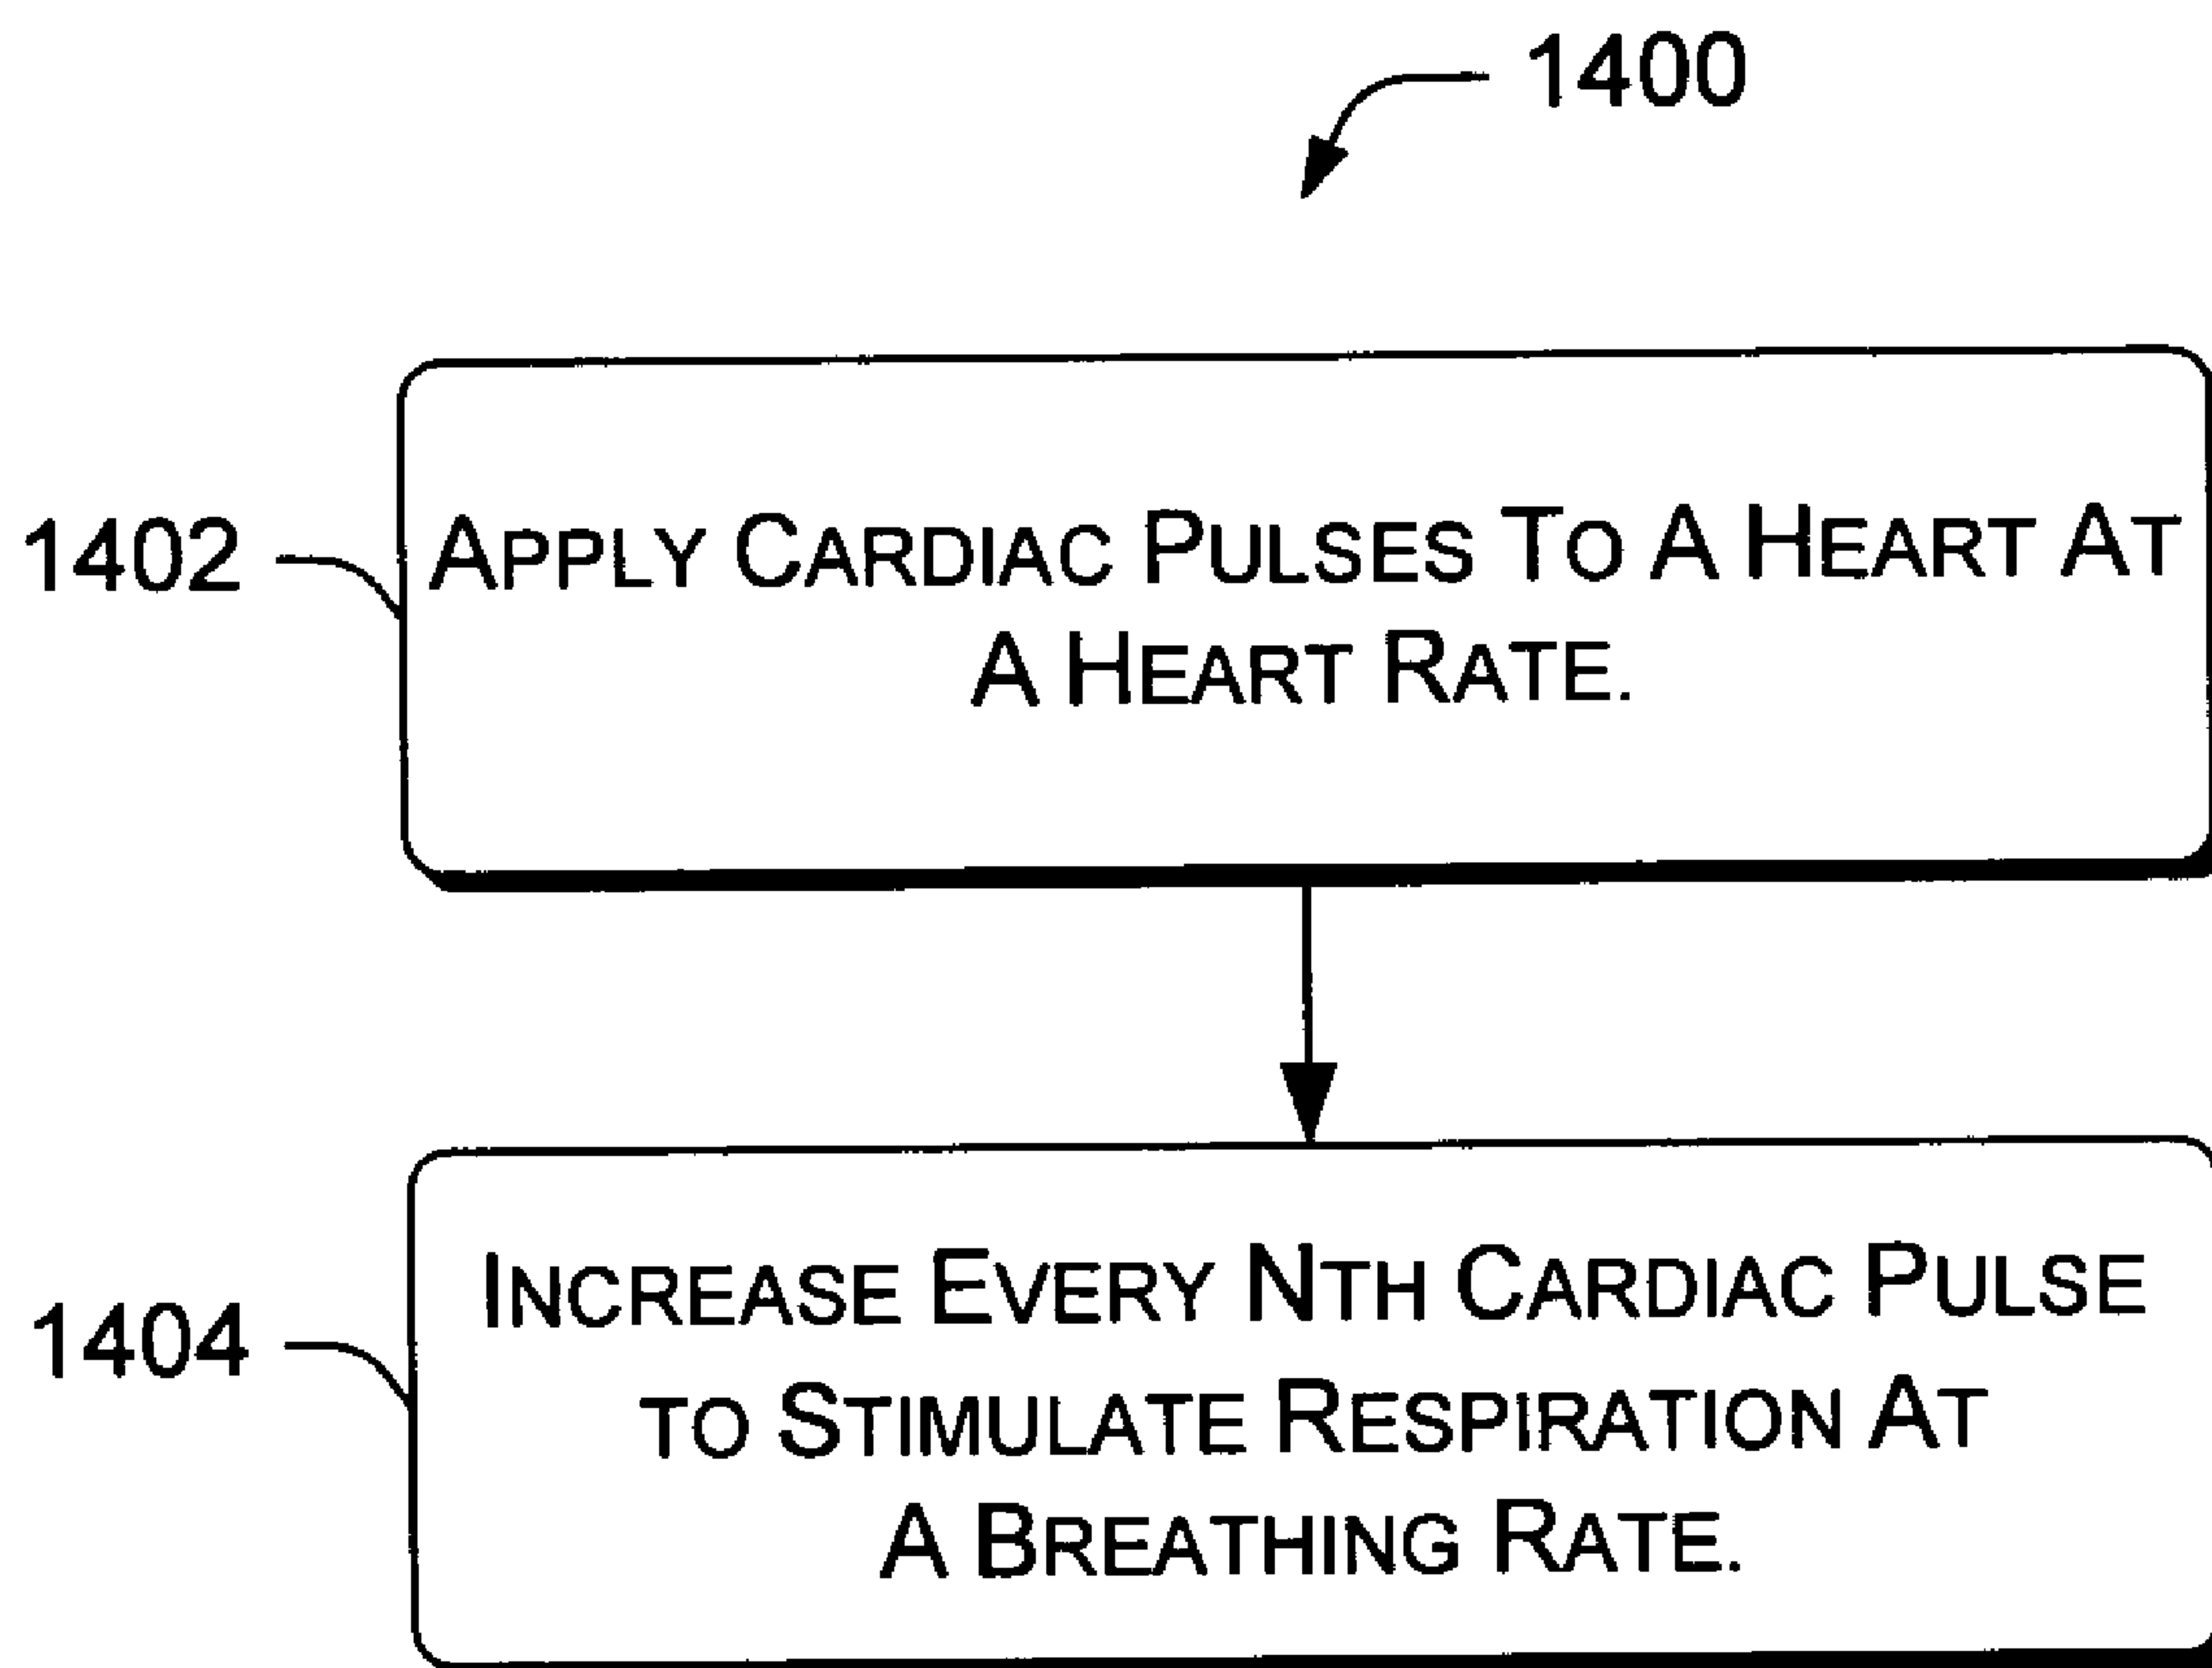 1400
1402
APPLY CARDIAC PULSES TO A HEART AT
A HEART RATE.
1404
INCREASE EVERY NTH CARDIAC PULSE
TO STIMULATE RESPIRATION AT
A BREATHING RATE.